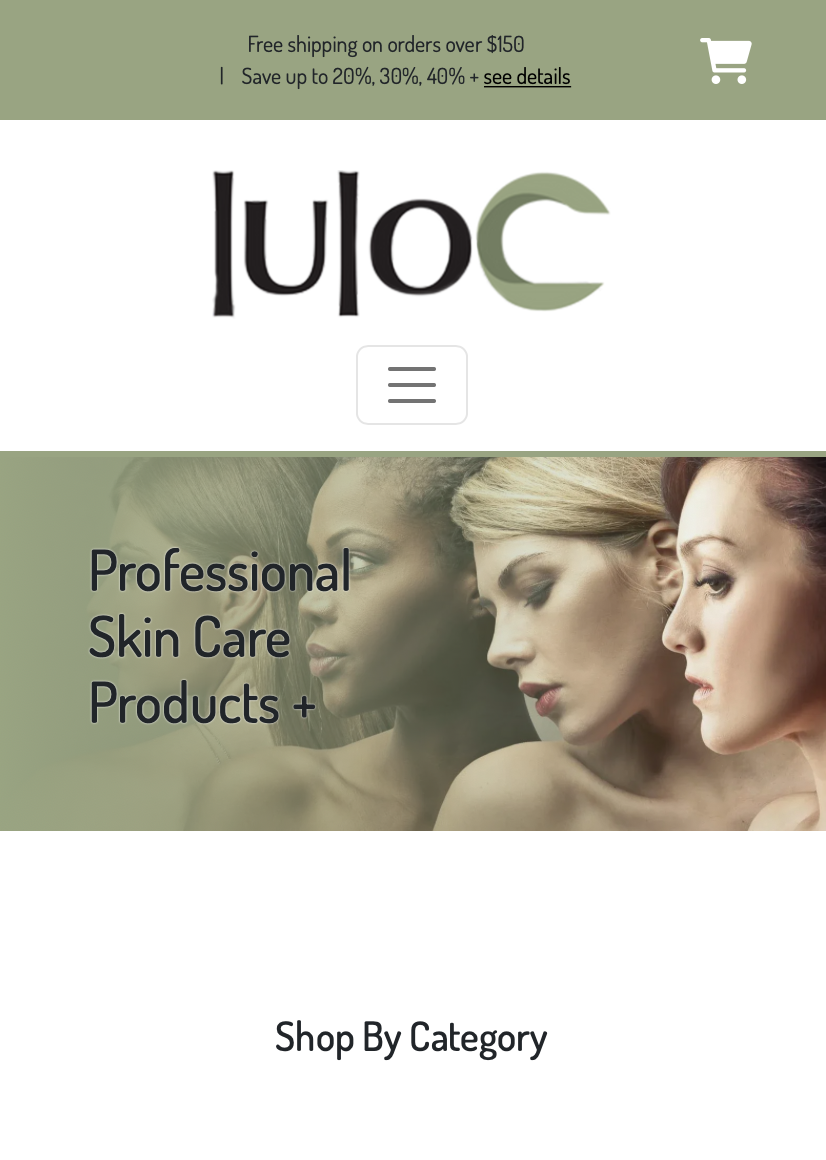 Free shipping on orders over $150
| Save up to 20%, 30%, 40% + see details
luloC
Professional
Skin Care
Products +
Shop By Category